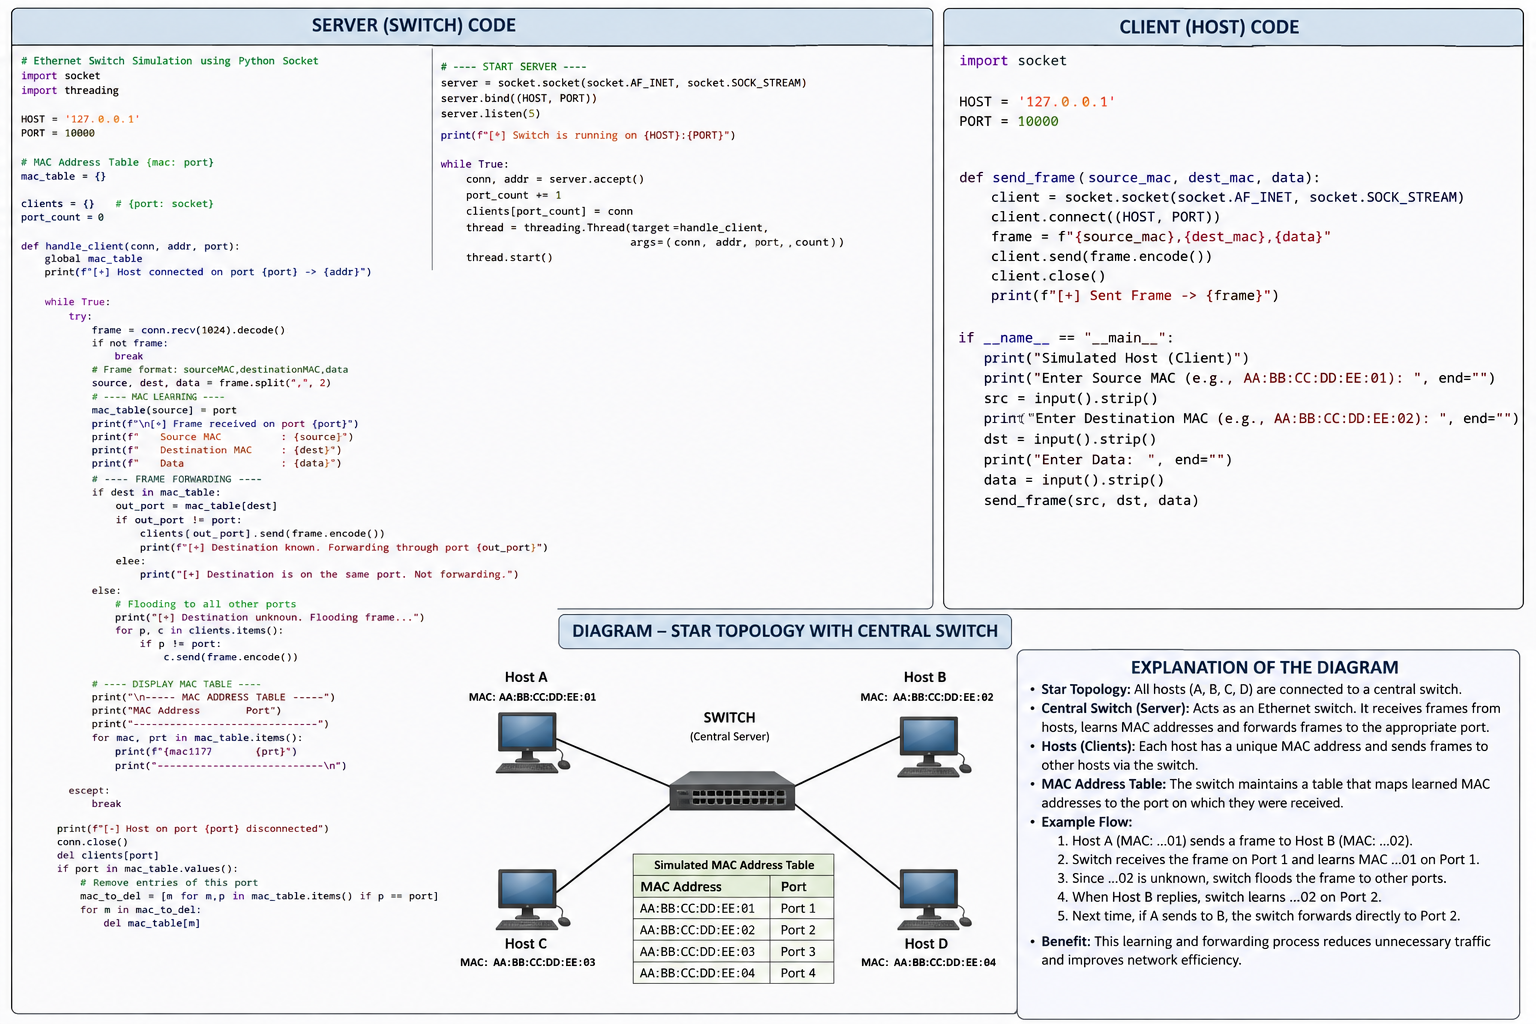 SERVER (SWITCH) CODE
# Ethernet Switch Simulation using Python Socket
import socket
import threading
HOST = '127.0.0.1'
PORT = 10000
# MAC Address Table {mac: port}
mac_table = {}
clients = {}   # {port: socket}
port_count = 0
def handle_client(conn, addr, port):
    global mac_table
    print(f"[+] Host connected on port {port} -> {addr}")
    while True:
        try:
            frame = conn.recv(1024).decode()
            if not frame:
                break
            # Frame format: sourceMAC,destinationMAC,data
            source, dest, data = frame.split(",", 2)
            # ---- MAC LEARNING ----
            mac_table(source] = port
            print(f"\n[+] Frame received on port {port}")
            print(f"   Source MAC          : {source}")
            print(f"   Destination MAC     : {dest}")
            print(f"   Data                : {data}")
            # ---- FRAME FORWARDING ----
            if dest in mac_table:
                out_port = mac_table[dest]
                if out_port != port:
                    clients[out_port].send(frame.encode())
                    print(f"[+] Destination known. Forwarding through port {out_port}")
                elee:
                    print("[+] Destination is on the same port. Not forwarding.")
            else:
                # Flooding to all other ports
                print("[+] Destination unknoun. Flooding frame...")
                for p, c in clients.items():
                    if p != port:
                        c.send(frame.encode())
            # ---- DISPLAY MAC TABLE ----
            print("\n----- MAC ADDRESS TABLE -----")
            print("MAC Address        Port")
            print("-------------------------------")
            for mac, prt in mac_table.items():
                print(f"{mac1177       {prt}")
                print("----------------------------\n")
        except:
            break
    print(f"[-] Host on port {port} disconnected")
    conn.close()
    del clients[port]
    if port in mac_table.values():
        # Remove entries of this port
        mac_to_del = [m for m,p in mac_table.items() if p == port]
        for m in mac_to_del:
            del mac_table[m]
# ---- START SERVER ----
server = socket.socket(socket.AF_INET, socket.SOCK_STREAM)
server.bind((HOST, PORT))
server.listen(5)
print(f"[+] Switch is running on {HOST}:{PORT}")
while True:
    conn, addr = server.accept()
    port_count += 1
    clients[port_count] = conn
    thread = threading.Thread(target=handle_client,
                              args=(conn, addr, port,,count))
    thread.start()
CLIENT (HOST) CODE
import socket
HOST = '127.0.0.1'
PORT = 10000
def send_frame(source_mac, dest_mac, data):
    client = socket.socket(socket.AF_INET, socket.SOCK_STREAM)
    client.connect((HOST, PORT))
    frame = f"{source_mac},{dest_mac},{data}"
    client.send(frame.encode())
    client.close()
    print(f"[+] Sent Frame -> {frame}")
if __name__ == "__main__":
   print("Simulated Host (Client)")
   print("Enter Source MAC (e.g., AA:BB:CC:DD:EE:01): ", end="")
   src = input().strip()
   print("Enter Destination MAC (e.g., AA:BB:CC:DD:EE:02): ", end="")
   dst = input().strip()
   print("Enter Data:  ", end="")
   data = input().strip()
   send_frame(src, dst, data)
DIAGRAM – STAR TOPOLOGY WITH CENTRAL SWITCH
Host A
MAC: AA:BB:CC:DD:EE:01
Host B
MAC: AA:BB:CC:DD:EE:02
SWITCH
(Central Server)
Host C
MAC: AA:BB:CC:DD:EE:03
Host D
MAC: AA:BB:CC:DD:EE:04
Simulated MAC Address Table
MAC Address Port
AA:BB:CC:DD:EE:01 Port 1
AA:BB:CC:DD:EE:02 Port 2
AA:BB:CC:DD:EE:03 Port 3
AA:BB:CC:DD:EE:04 Port 4
EXPLANATION OF THE DIAGRAM
• Star Topology: All hosts (A, B, C, D) are connected to a central switch.
• Central Switch (Server): Acts as an Ethernet switch. It receives frames from
hosts, learns MAC addresses and forwards frames to the appropriate port.
• Hosts (Clients): Each host has a unique MAC address and sends frames to
other hosts via the switch.
• MAC Address Table: The switch maintains a table that maps learned MAC
addresses to the port on which they were received.
• Example Flow:
1. Host A (MAC: ...01) sends a frame to Host B (MAC: ...02).
2. Switch receives the frame on Port 1 and learns MAC ...01 on Port 1.
3. Since ...02 is unknown, switch floods the frame to other ports.
4. When Host B replies, switch learns ...02 on Port 2.
5. Next time, if A sends to B, the switch forwards directly to Port 2.
• Benefit: This learning and forwarding process reduces unnecessary traffic
and improves network efficiency.